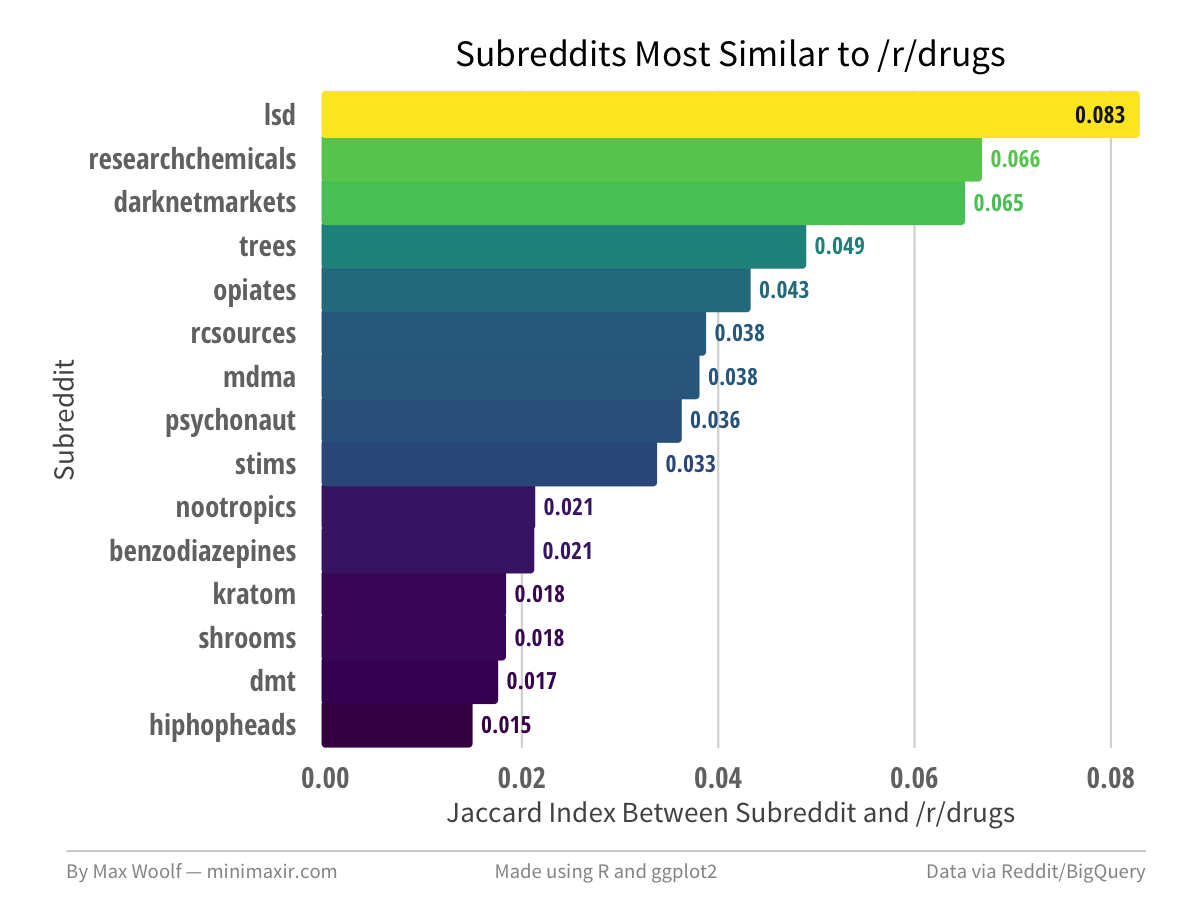 Subreddits Most Similar to /r/drugs
lsd 0.083
researchchemicals 0.066
darknetmarkets 0.065
trees 0.049
opiates 0.043
rcsources 0.038
mdma 0.038
psychonaut 0.036
stims 0.033
nootropics 0.021
benzodiazepines 0.021
kratom 0.018
shrooms 0.018
dmt 0.017
hiphopheads 0.015
Subreddit
0.00 0.02 0.04 0.06 0.08
Jaccard Index Between Subreddit and /r/drugs
By Max Woolf — minimaxir.com Made using R and ggplot2 Data via Reddit/BigQuery